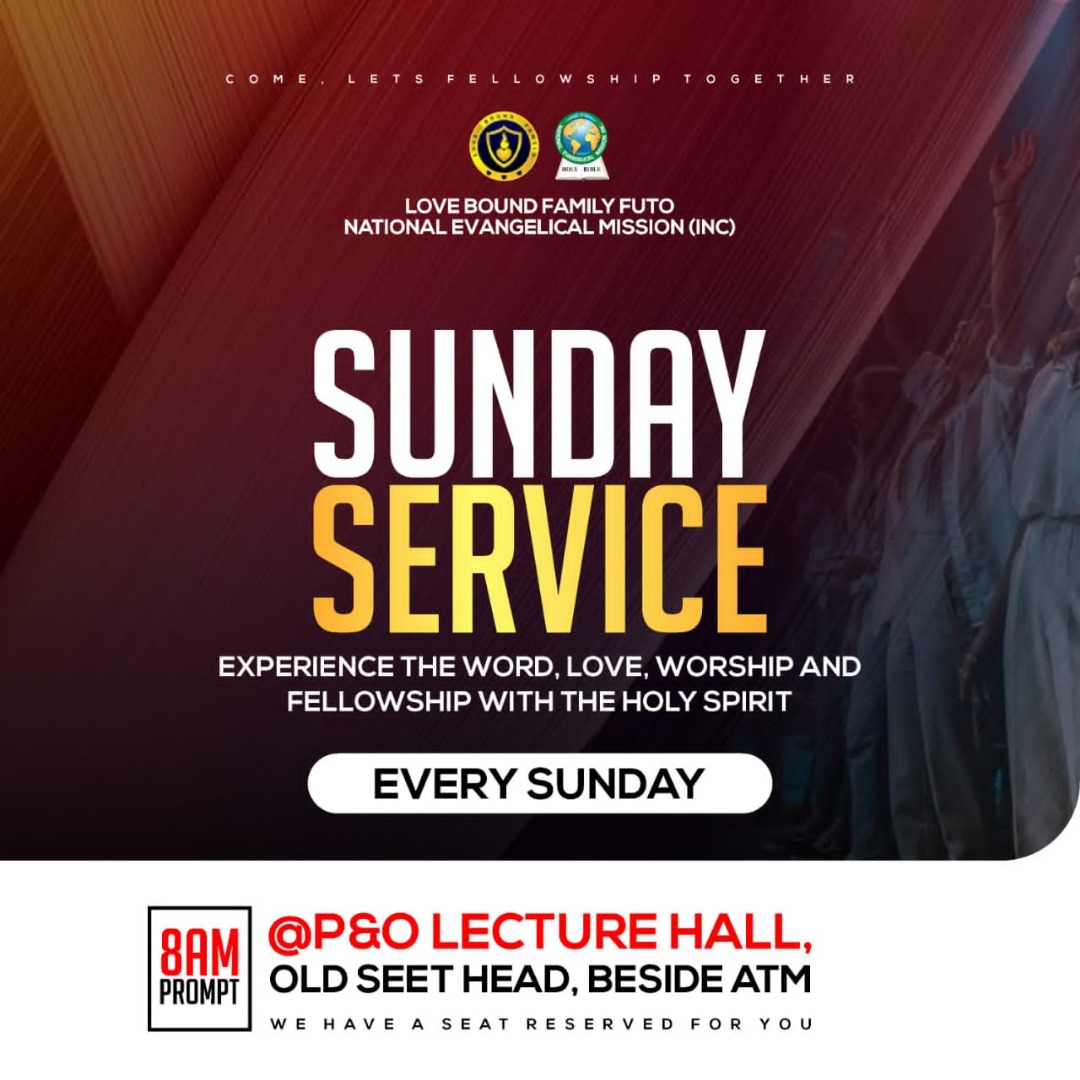 COME, LETS FELLOWSHIP TOGETHER
HOLY BIBLE
LOVE BOUND FAMILY FUTO
NATIONAL EVANGELICAL MISSION (INC)
SUNDAY
SERVICE
EXPERIENCE THE WORD, LOVE, WORSHIP AND
FELLOWSHIP WITH THE HOLY SPIRIT
EVERY SUNDAY
8AM
PROMPT
@P&O LECTURE HALL,
OLD SEET HEAD, BESIDE ATM
WE HAVE A SEAT RESERVED FOR YOU